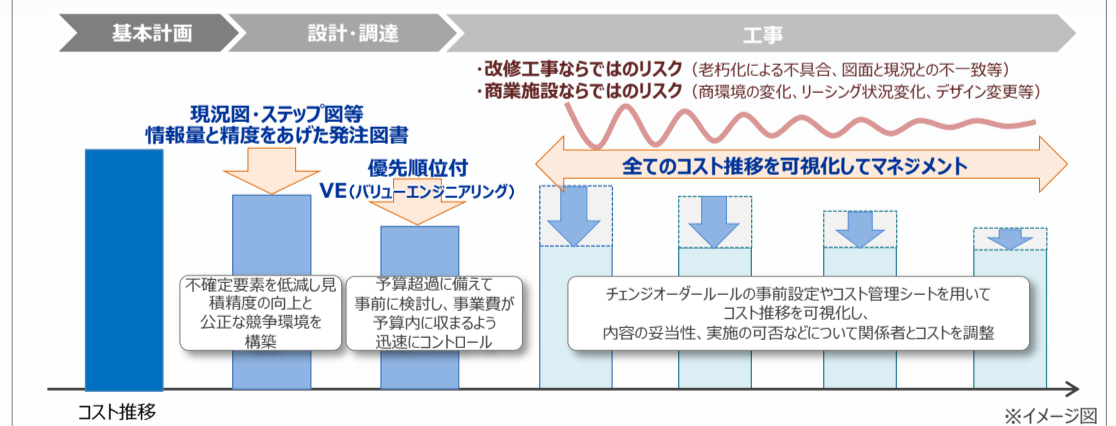 基本計画
設計・調達
工事
・改修工事ならではのリスク（老朽化による不具合、図面と現況との不一致等）
・商業施設ならではのリスク（商環境の変化、リーシング状況変化、デザイン変更等）
現況図・ステップ図等
情報量と精度をあげた発注図書
優先順位付
VE（バリューエンジニアリング）
全てのコスト推移を可視化してマネジメント
不確定要素を低減し見
積精度の向上と
公正な競争環境を
構築
予算超過に備えて
事前に検討し、事業費が
予算内に収まるよう
迅速にコントロール
チェンジオーダールールの事前設定やコスト管理シートを用いて
コスト推移を可視化し、
内容の妥当性、実施の可否などについて関係者とコストを調整
コスト推移
※イメージ図